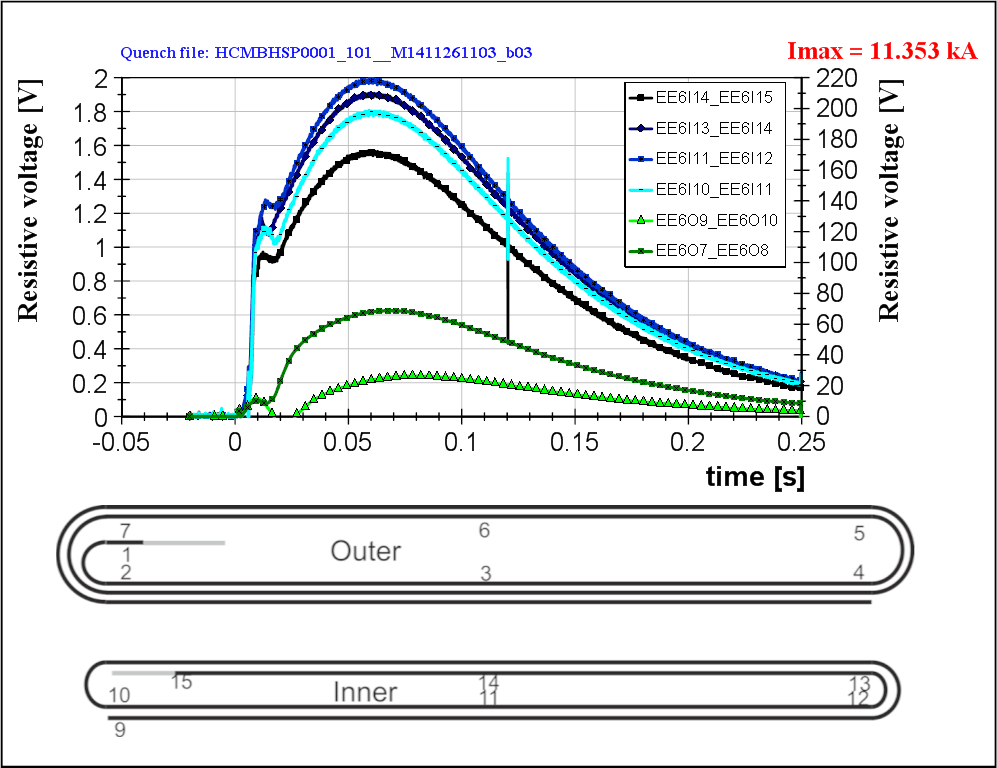 Quench file: HCMBHSP0001_101__M1411261103_b03
Imax = 11.353 kA
Resistive voltage [V]
2
1.8
1.6
1.4
1.2
1
0.8
0.6
0.4
0.2
0
EE6I14_EE6I15
EE6I13_EE6I14
EE6I11_EE6I12
EE6I10_EE6I11
EE6O9_EE6O10
EE6O7_EE6O8
220
200
180
160
140
120
100
80
60
40
20
0
Resistive voltage [V]
-0.05 0 0.05 0.1 0.15 0.2 0.25
time [s]
7 6 5
1 Outer
2 3 4
15 Inner 14 13
10 11 12
9